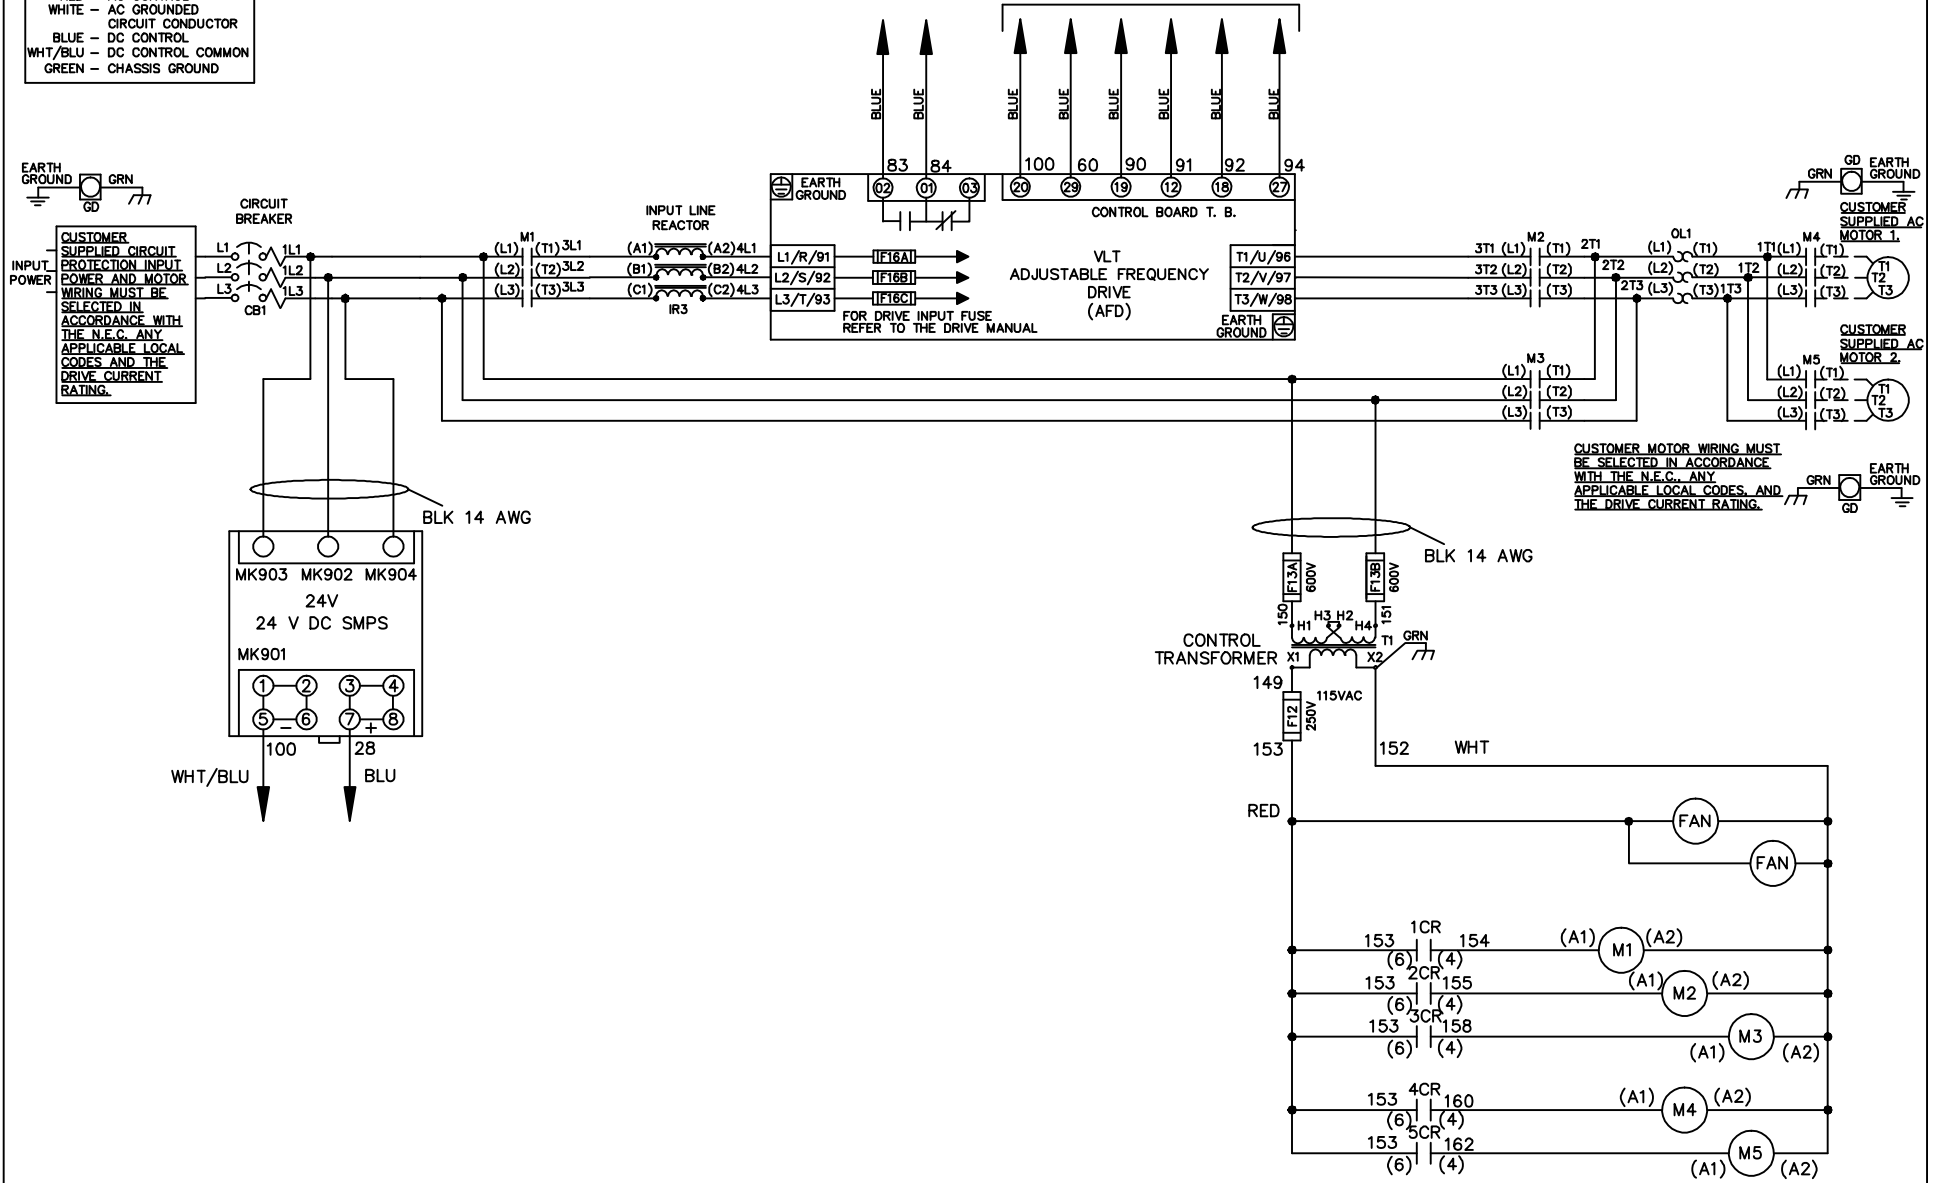 WHITE – AC GROUNDED
CIRCUIT CONDUCTOR
BLUE – DC CONTROL
WHT/BLU – DC CONTROL COMMON
GREEN – CHASSIS GROUND
BLUE
BLUE
BLUE
BLUE
BLUE
BLUE
BLUE
BLUE
83
84
100
60
90
91
92
94
02
01
03
20
29
19
12
18
27
EARTH
GROUND
GRN
GD
EARTH
GROUND
CONTROL BOARD T. B.
GD
EARTH
GROUND
GRN
CIRCUIT
BREAKER
INPUT
POWER
CUSTOMER
SUPPLIED CIRCUIT
PROTECTION INPUT
POWER AND MOTOR
WIRING MUST BE
SELECTED IN
ACCORDANCE WITH
THE N.E.C. ANY
APPLICABLE LOCAL
CODES AND THE
DRIVE CURRENT
RATING.
L1
L2
L3
1L1
1L2
1L3
CB1
M1
(L1) (T1) 3L1
(L2) (T2) 3L2
(L3) (T3) 3L3
INPUT LINE
REACTOR
(A1) (A2) 4L1
(B1) (B2) 4L2
(C1) (C2) 4L3
IR3
L1/R/91
L2/S/92
L3/T/93
F16A
F16B
F16C
FOR DRIVE INPUT FUSE
REFER TO THE DRIVE MANUAL
VLT
ADJUSTABLE FREQUENCY
DRIVE
(AFD)
T1/U/96
T2/V/97
T3/W/98
EARTH
GROUND
M2
3T1 (L1) (T1) 2T1
3T2 (L2) (T2) 2T2
3T3 (L3) (T3) 2T3
OL1
(L1) (T1) 1T1
(L2) (T2) 1T2
(L3) (T3) 1T3
M4
(L1) (T1)
(L2) (T2)
(L3) (T3)
T1
T2
T3
CUSTOMER
SUPPLIED AC
MOTOR 1.
M3
(L1) (T1)
(L2) (T2)
(L3) (T3)
M5
(L1) (T1)
(L2) (T2)
(L3) (T3)
T1
T2
T3
CUSTOMER
SUPPLIED AC
MOTOR 2.
CUSTOMER MOTOR WIRING MUST
BE SELECTED IN ACCORDANCE
WITH THE N.E.C., ANY
APPLICABLE LOCAL CODES, AND
THE DRIVE CURRENT RATING.
GRN
GD
EARTH
GROUND
BLK 14 AWG
MK903 MK902 MK904
24V
24 V DC SMPS
MK901
1 2 3 4
5 – 6 7 + 8
100
28
WHT/BLU
BLU
BLK 14 AWG
F13A
600V
F13B
600V
150
151
H1 H3 H2 H4
T1
GRN
CONTROL
TRANSFORMER
X1
X2
149
115VAC
F12
250V
153
152
WHT
RED
FAN
FAN
1CR
153 154
(6) (4)
(A1) M1 (A2)
2CR
153 155
(6) (4)
(A1) M2 (A2)
3CR
153 158
(6) (4)
(A1) M3 (A2)
4CR
153 160
(6) (4)
(A1) M4 (A2)
5CR
153 162
(6) (4)
(A1) M5 (A2)